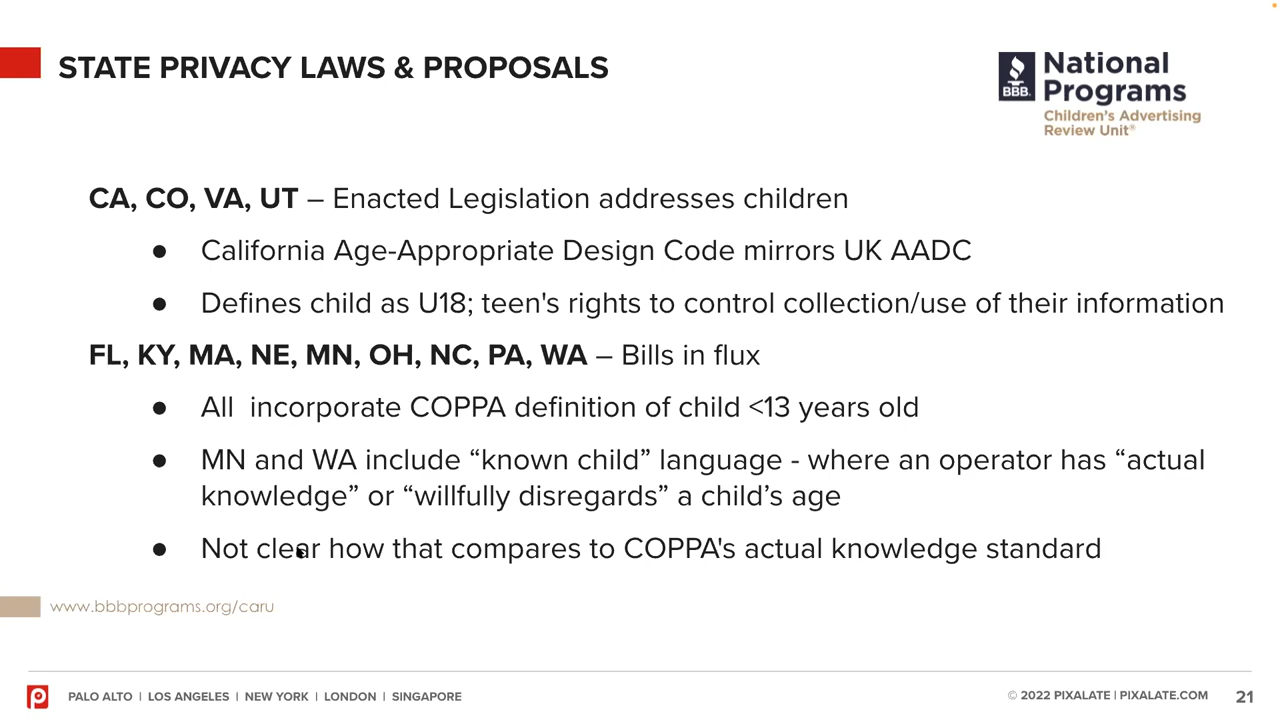 STATE PRIVACY LAWS & PROPOSALS
BBB.
National
Programs
Children's Advertising
Review Unit®
CA, CO, VA, UT – Enacted Legislation addresses children
● California Age-Appropriate Design Code mirrors UK AADC
● Defines child as U18; teen's rights to control collection/use of their information
FL, KY, MA, NE, MN, OH, NC, PA, WA – Bills in flux
● All  incorporate COPPA definition of child <13 years old
● MN and WA include “known child” language - where an operator has “actual
knowledge” or “willfully disregards” a child’s age
● Not clear how that compares to COPPA's actual knowledge standard
www.bbbprograms.org/caru
PALO ALTO | LOS ANGELES | NEW YORK | LONDON | SINGAPORE
© 2022 PIXALATE | PIXALATE.COM
21